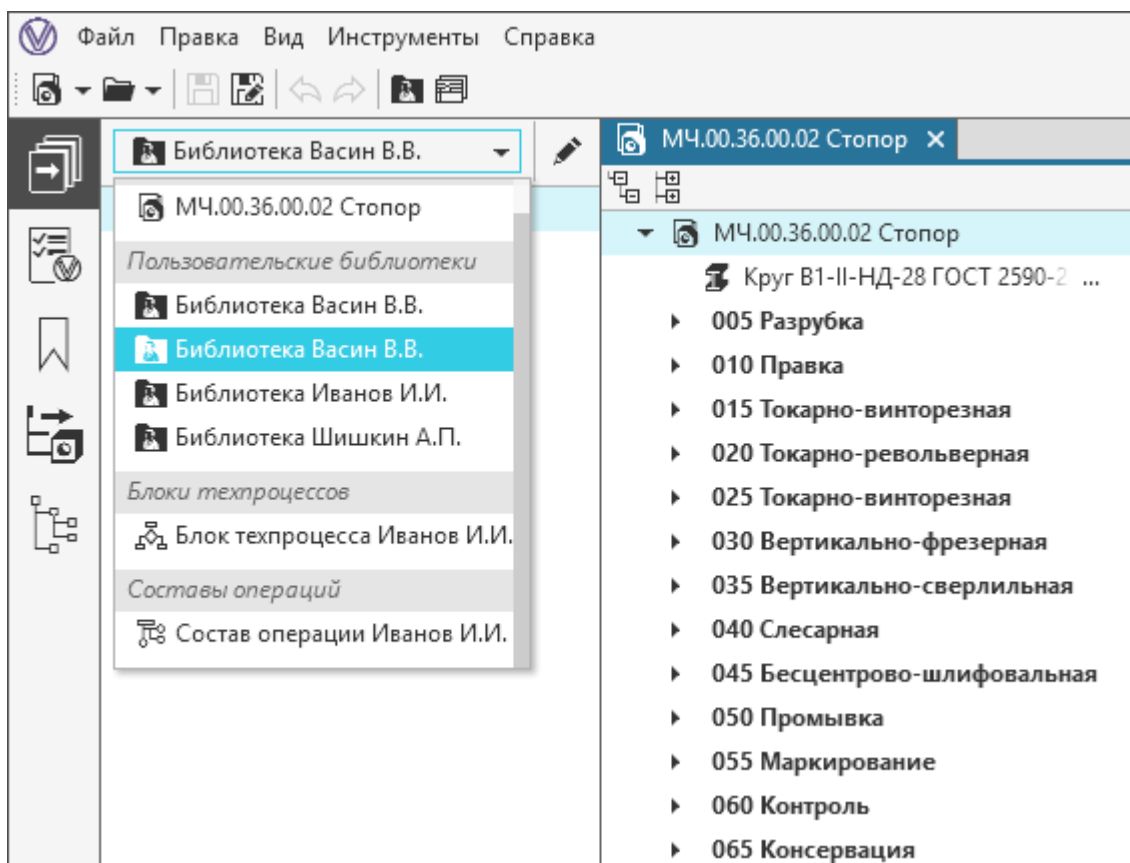 Файл Правка Вид Инструменты Справка
Библиотека Васин В.В.
МЧ.00.36.00.02 Стопор
Пользовательские библиотеки
Библиотека Васин В.В.
Библиотека Васин В.В.
Библиотека Иванов И.И.
Библиотека Шишкин А.П.
Блоки техпроцессов
Блок техпроцесса Иванов И.И.
Составы операций
Состав операции Иванов И.И.
МЧ.00.36.00.02 Стопор
МЧ.00.36.00.02 Стопор
Круг В1-II-НД-28 ГОСТ 2590-2 ...
005 Разрубка
010 Правка
015 Токарно-винторезная
020 Токарно-револьверная
025 Токарно-винторезная
030 Вертикально-фрезерная
035 Вертикально-сверлильная
040 Слесарная
045 Бесцентрово-шлифовальная
050 Промывка
055 Маркирование
060 Контроль
065 Консервация